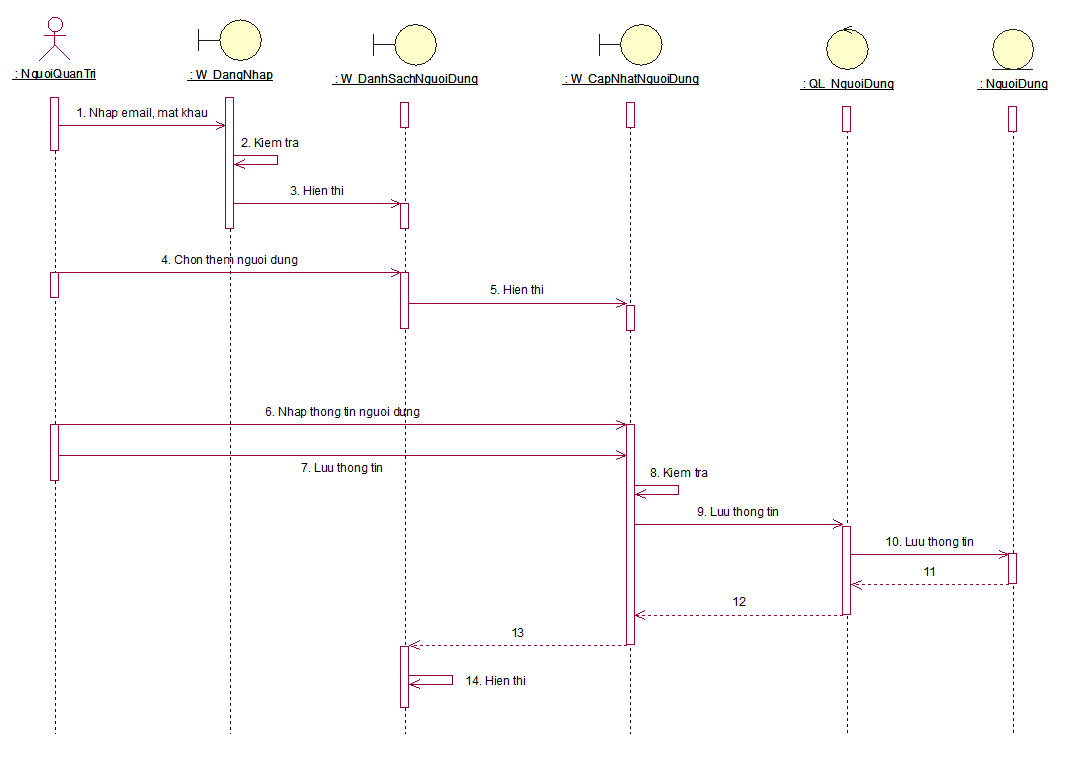 : NguoiQuanTri
: W_DangNhap
: W_DanhSachNguoiDung
: W_CapNhatNguoiDung
: QL_NguoiDung
: NguoiDung
1. Nhap email, mat khau
2. Kiem tra
3. Hien thi
4. Chon them nguoi dung
5. Hien thi
6. Nhap thong tin nguoi dung
7. Luu thong tin
8. Kiem tra
9. Luu thong tin
10. Luu thong tin
11
12
13
14. Hien thi